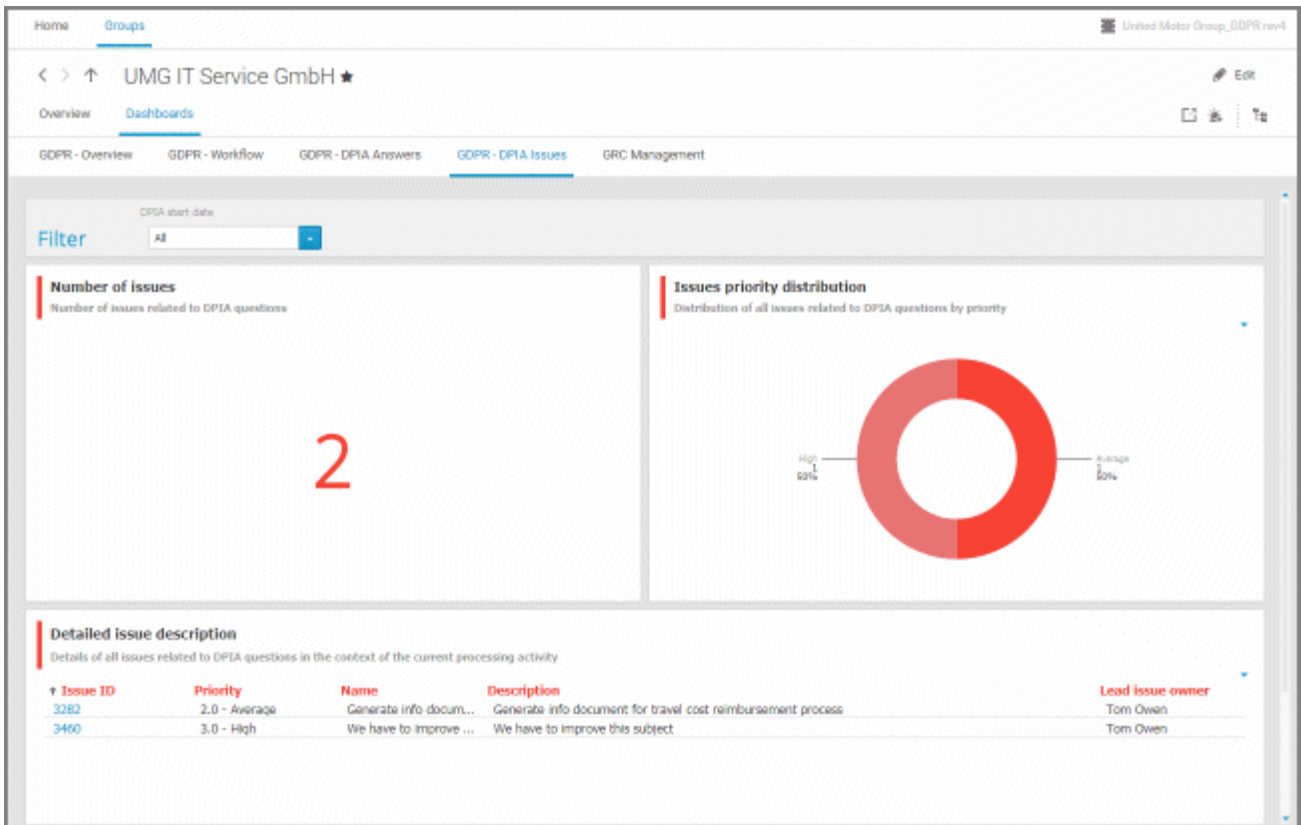 Home Groups United Motor Group_GDPR rev4
UMG IT Service GmbH Edit
Overview Dashboards
GDPR - Overview GDPR - Workflow GDPR - DPIA Answers GDPR - DPIA Issues GRC Management
DPIA start date
Filter All
Number of issues
Number of issues related to DPIA questions
2
Issues priority distribution
Distribution of all issues related to DPIA questions by priority
High
1
50%
Average
1
50%
Detailed issue description
Details of all issues related to DPIA questions in the context of the current processing activity
Issue ID Priority Name Description Lead issue owner
3282 2.0 - Average Generate info docum... Generate info document for travel cost reimbursement process Tom Owen
3460 3.0 - High We have to improve ... We have to improve this subject Tom Owen